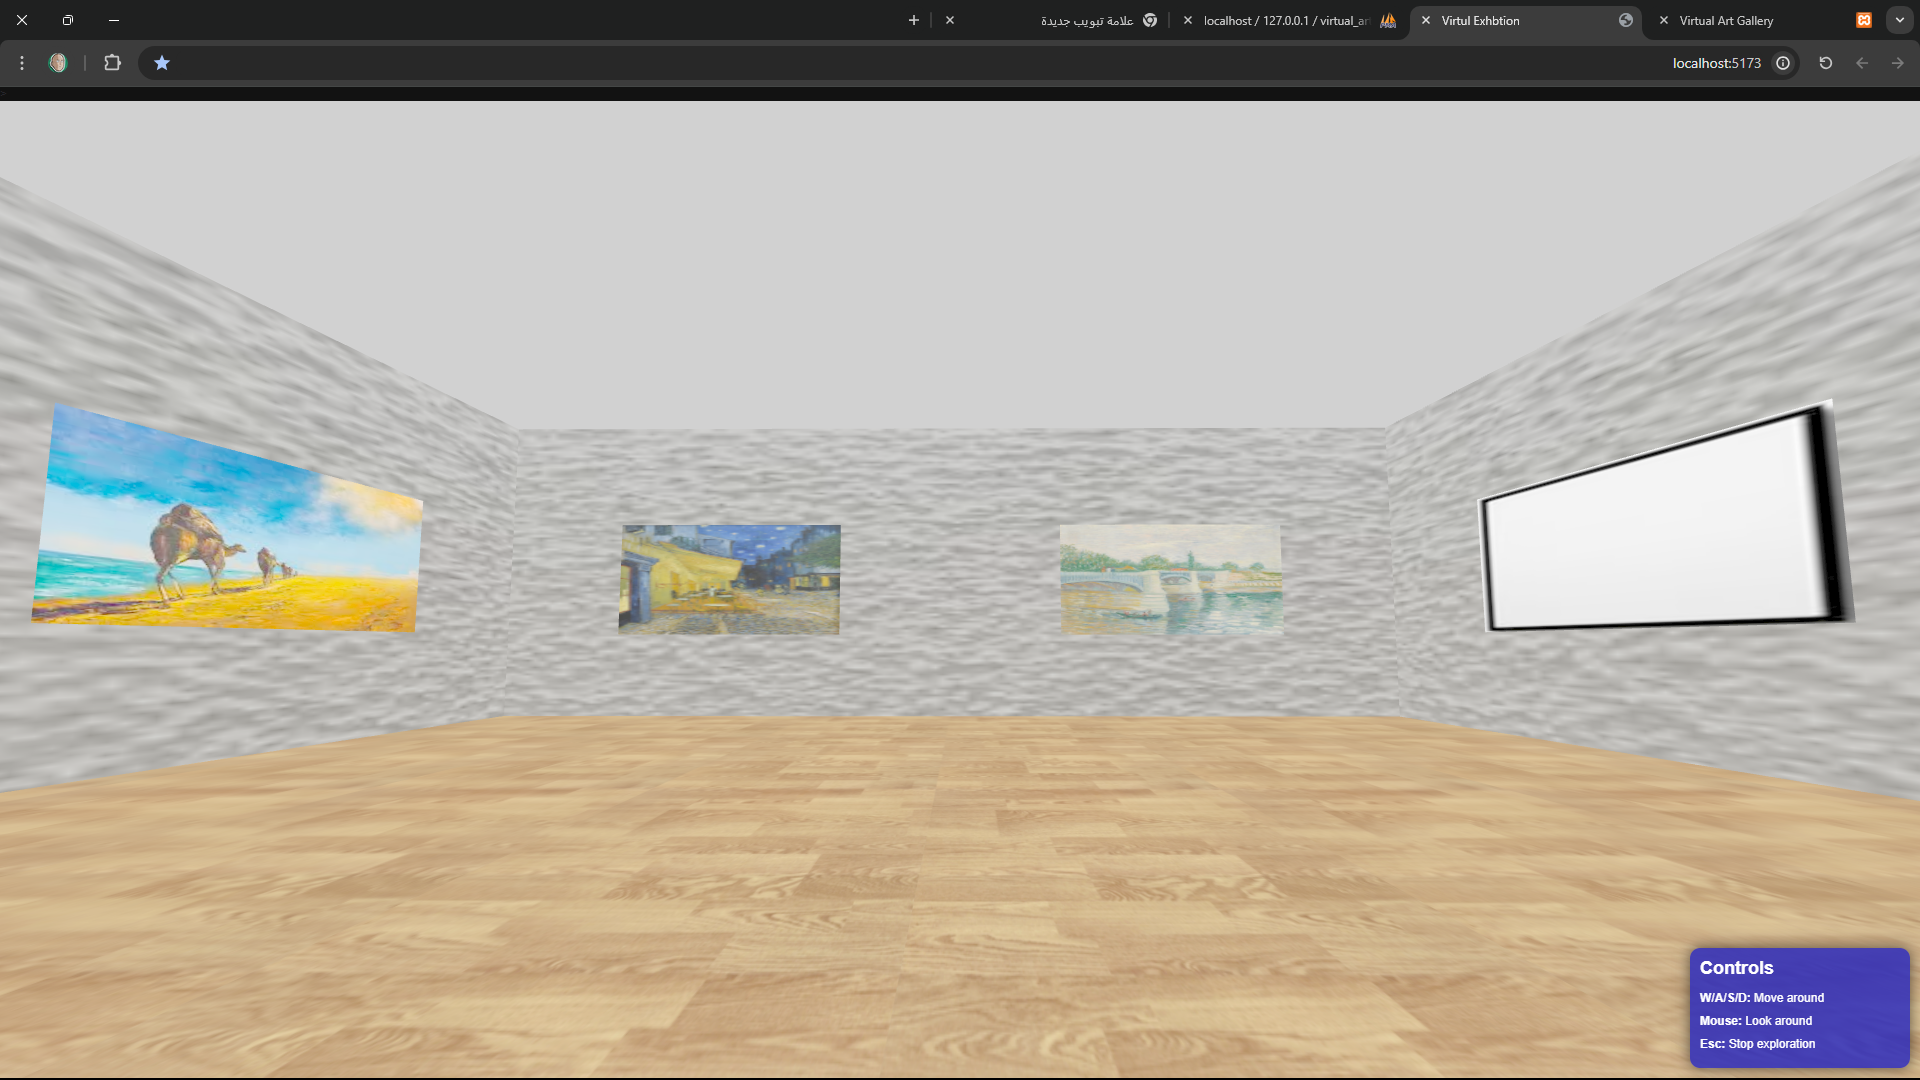 علامة تبويب جديدة
localhost / 127.0.0.1 / virtual_ar
Virtul Exhbtion
Virtual Art Gallery
localhost:5173
Controls
W/A/S/D: Move around
Mouse: Look around
Esc: Stop exploration